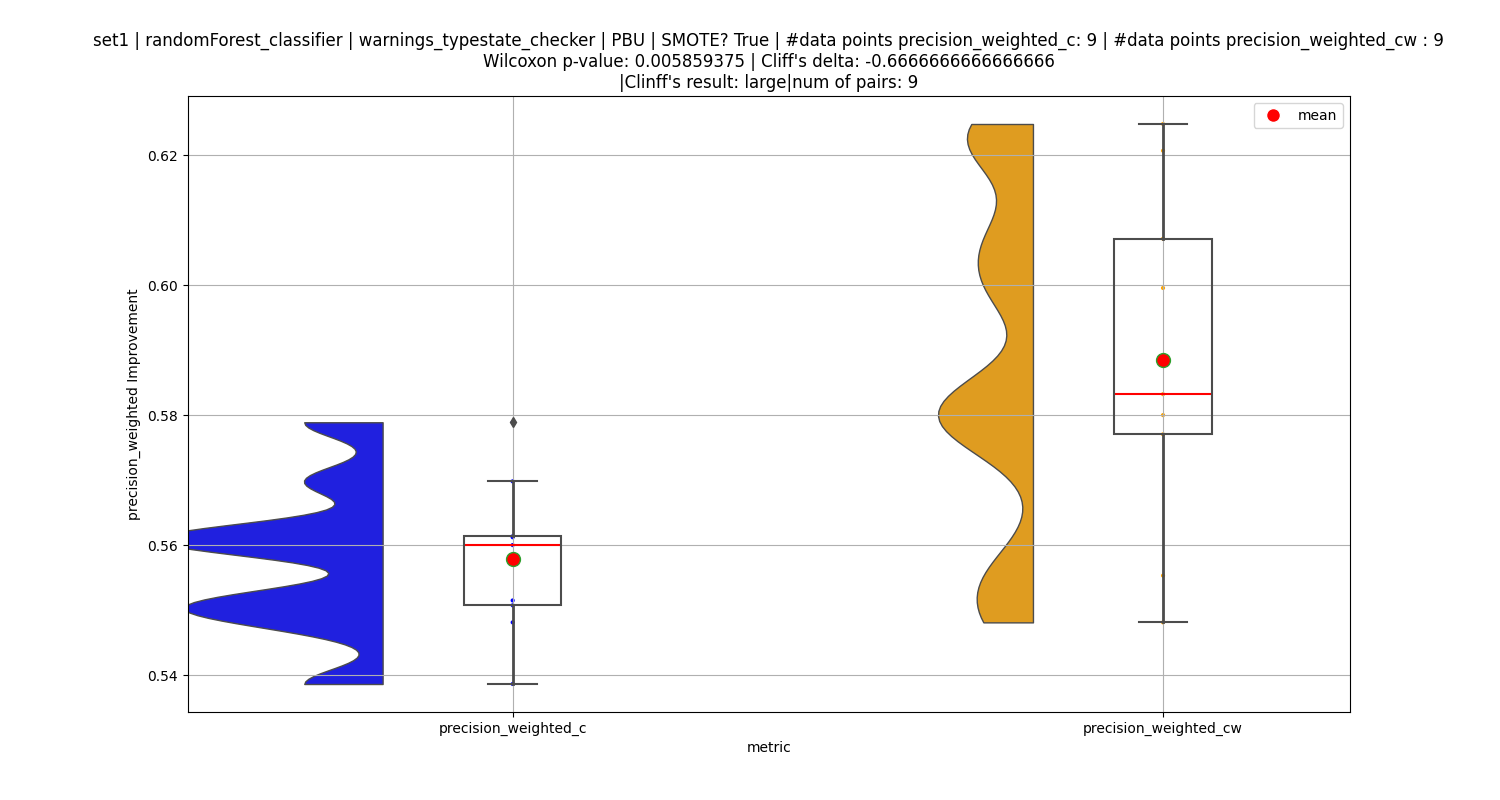 set1 | randomForest_classifier | warnings_typestate_checker | PBU | SMOTE? True | #data points precision_weighted_c: 9 | #data points precision_weighted_cw : 9
Wilcoxon p-value: 0.005859375 | Cliff's delta: -0.6666666666666666
|Clinff's result: large|num of pairs: 9
mean
0.62
0.60
0.58
0.56
0.54
precision_weighted Improvement
precision_weighted_c
precision_weighted_cw
metric